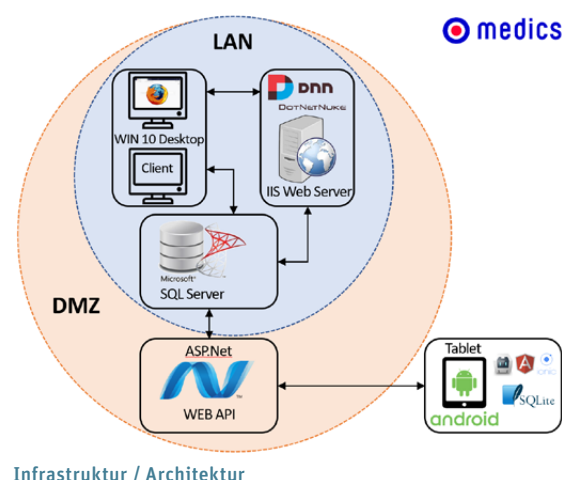 LAN
medics
DNN
DOTNETNUKE
WIN 10 Desktop
Client
IIS Web Server
Microsoft®
SQL Server
DMZ
ASP.Net
WEB API
Tablet
IONIC
SQLite
android
Infrastruktur / Architektur